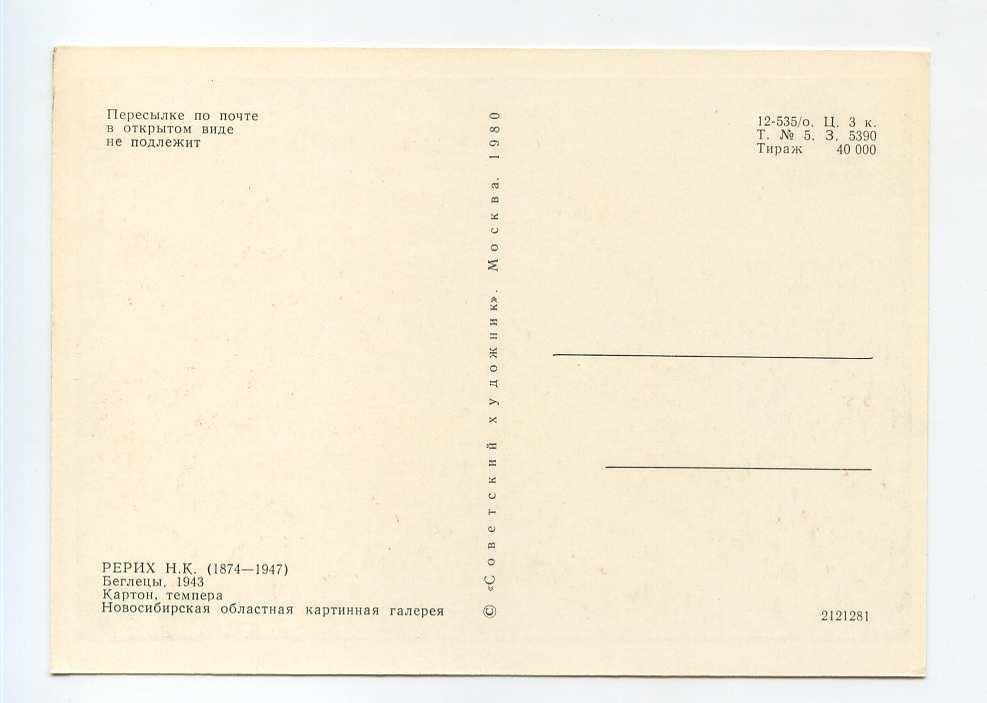 Пересылке по почте
в открытом виде
не подлежит
12-535/о. Ц. 3 к.
Т. № 5. З. 5390
Тираж 40 000
© «Советский художник». Москва. 1980
РЕРИХ Н.К. (1874—1947)
Беглецы, 1943
Картон, темпера
Новосибирская областная картинная галерея
2121281